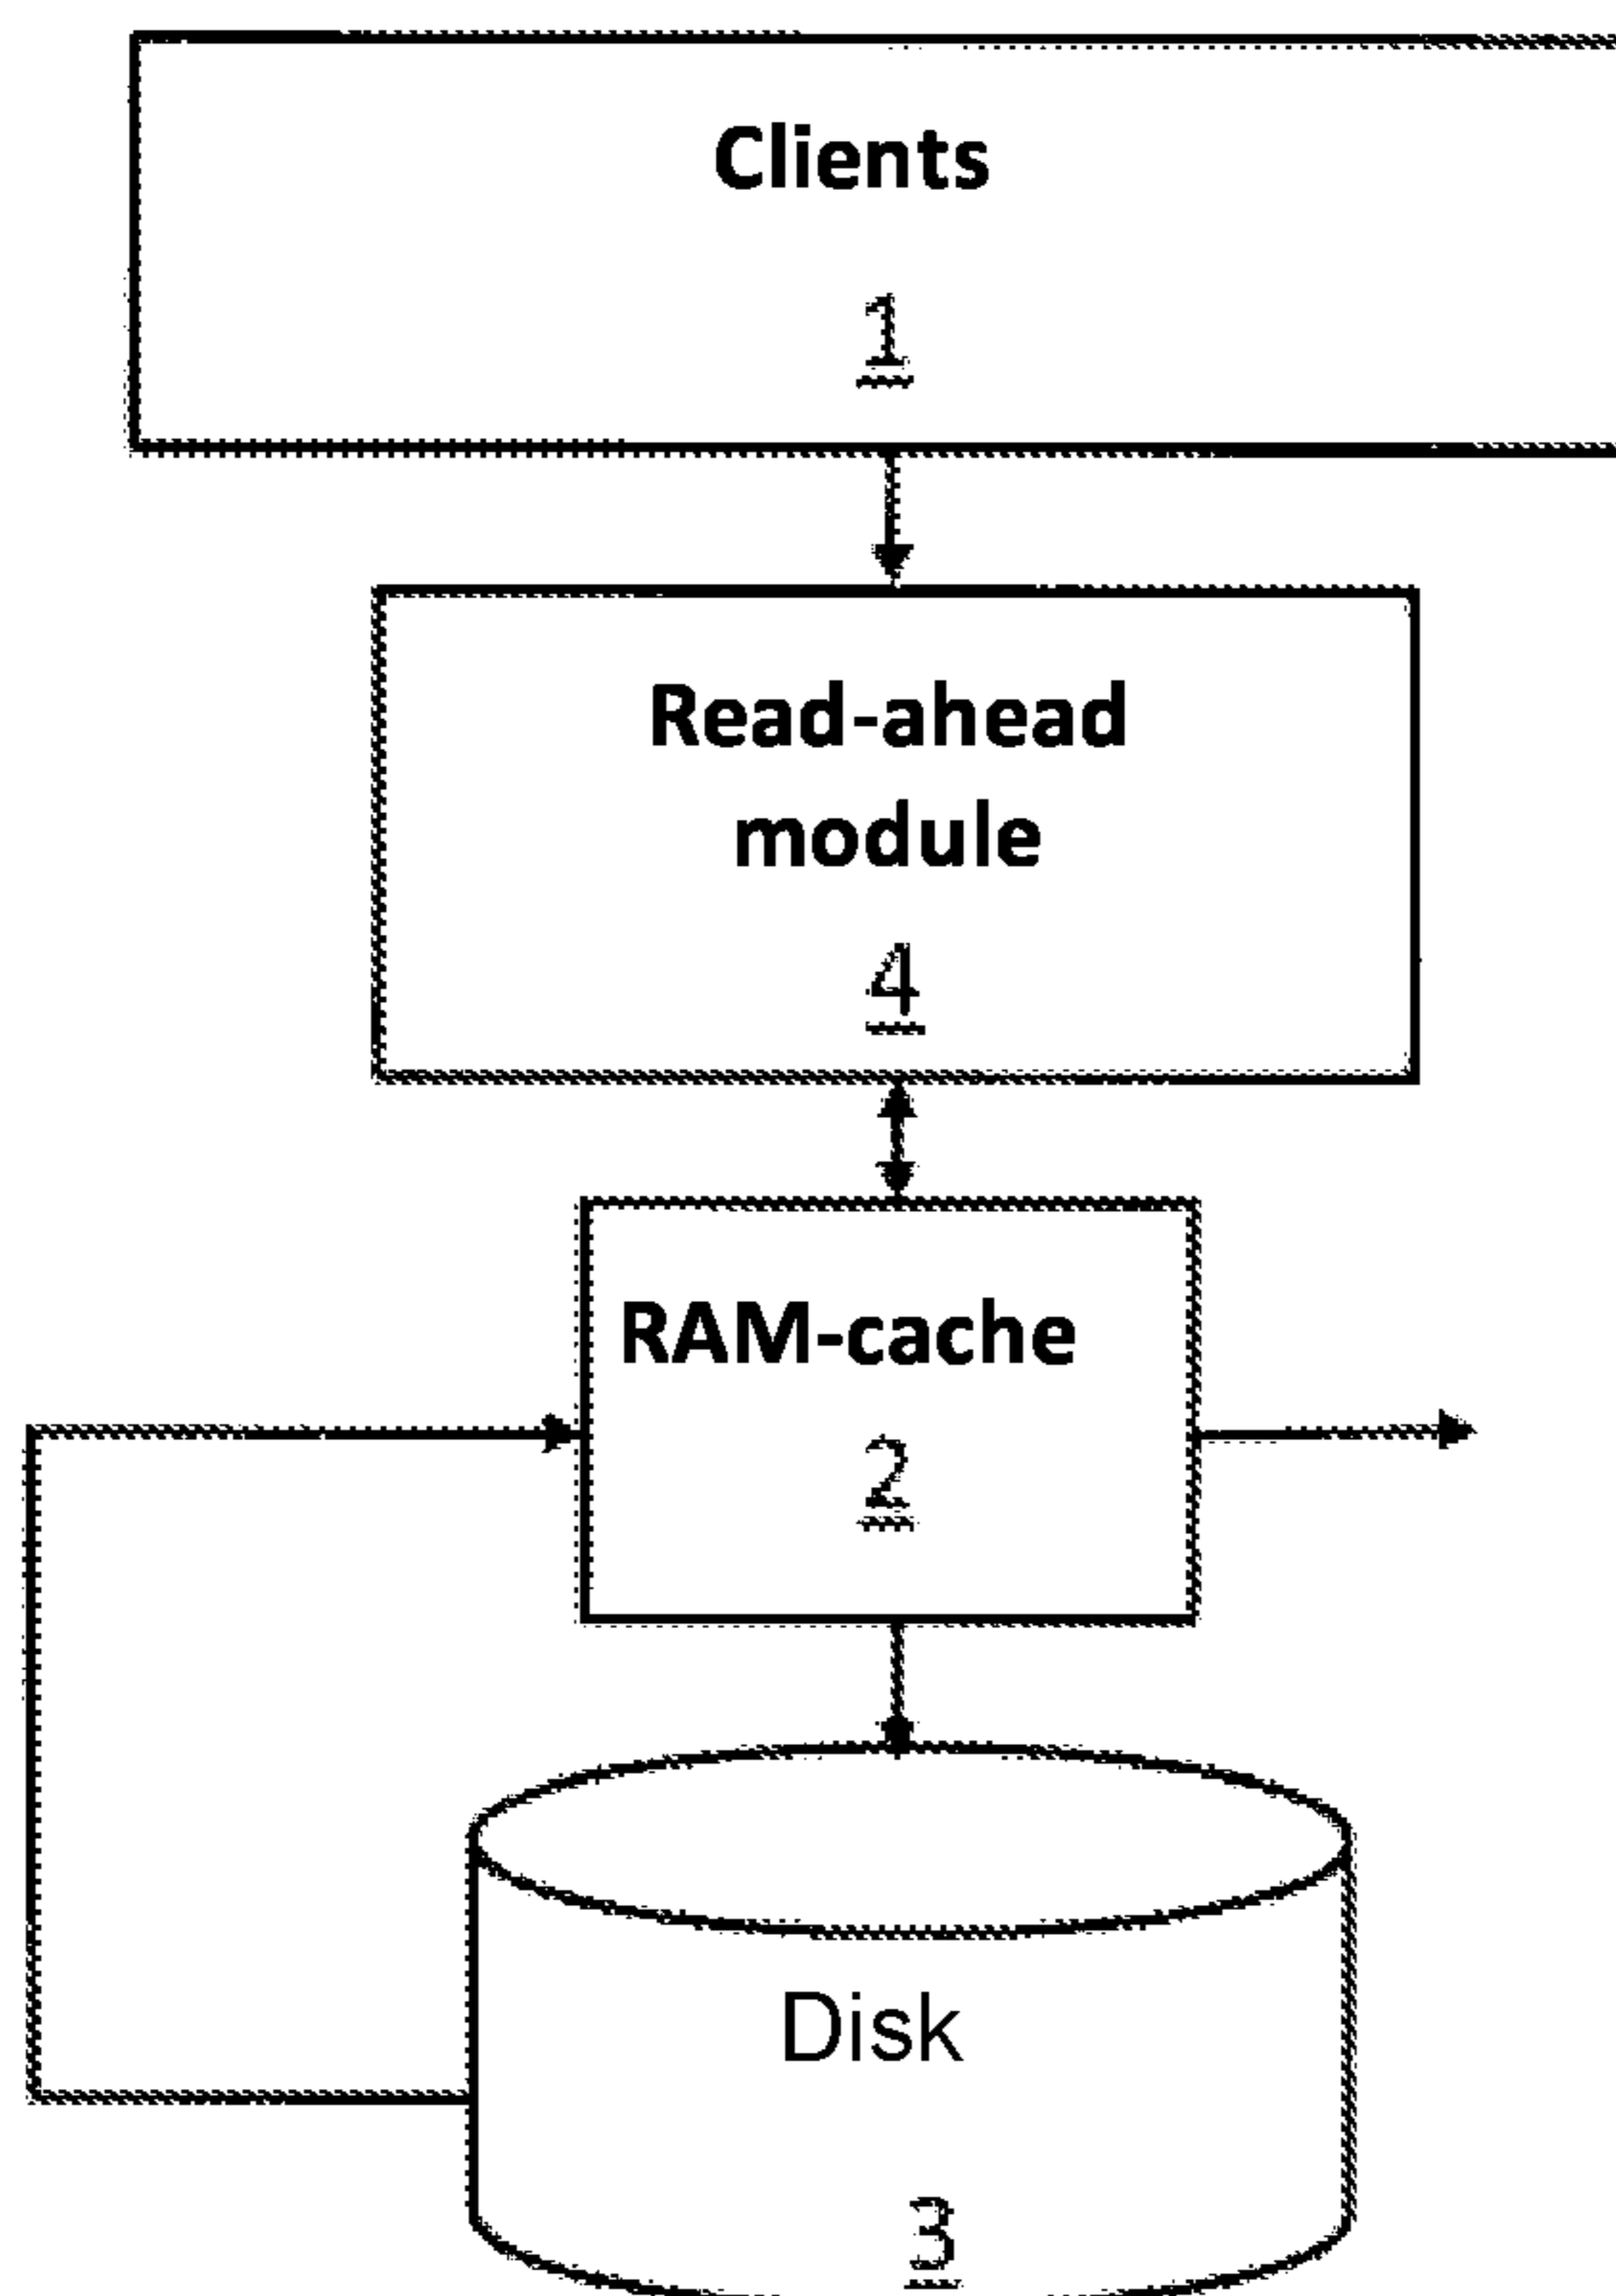 Clients
1
Read-ahead
module
4
RAM-cache
2
Disk
3